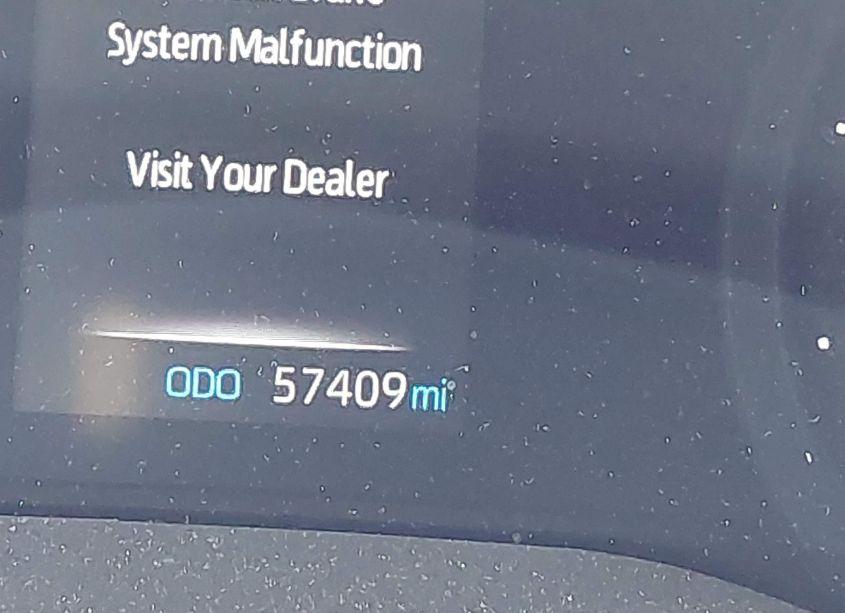 System Malfunction
Visit Your Dealer
ODO 57409mi